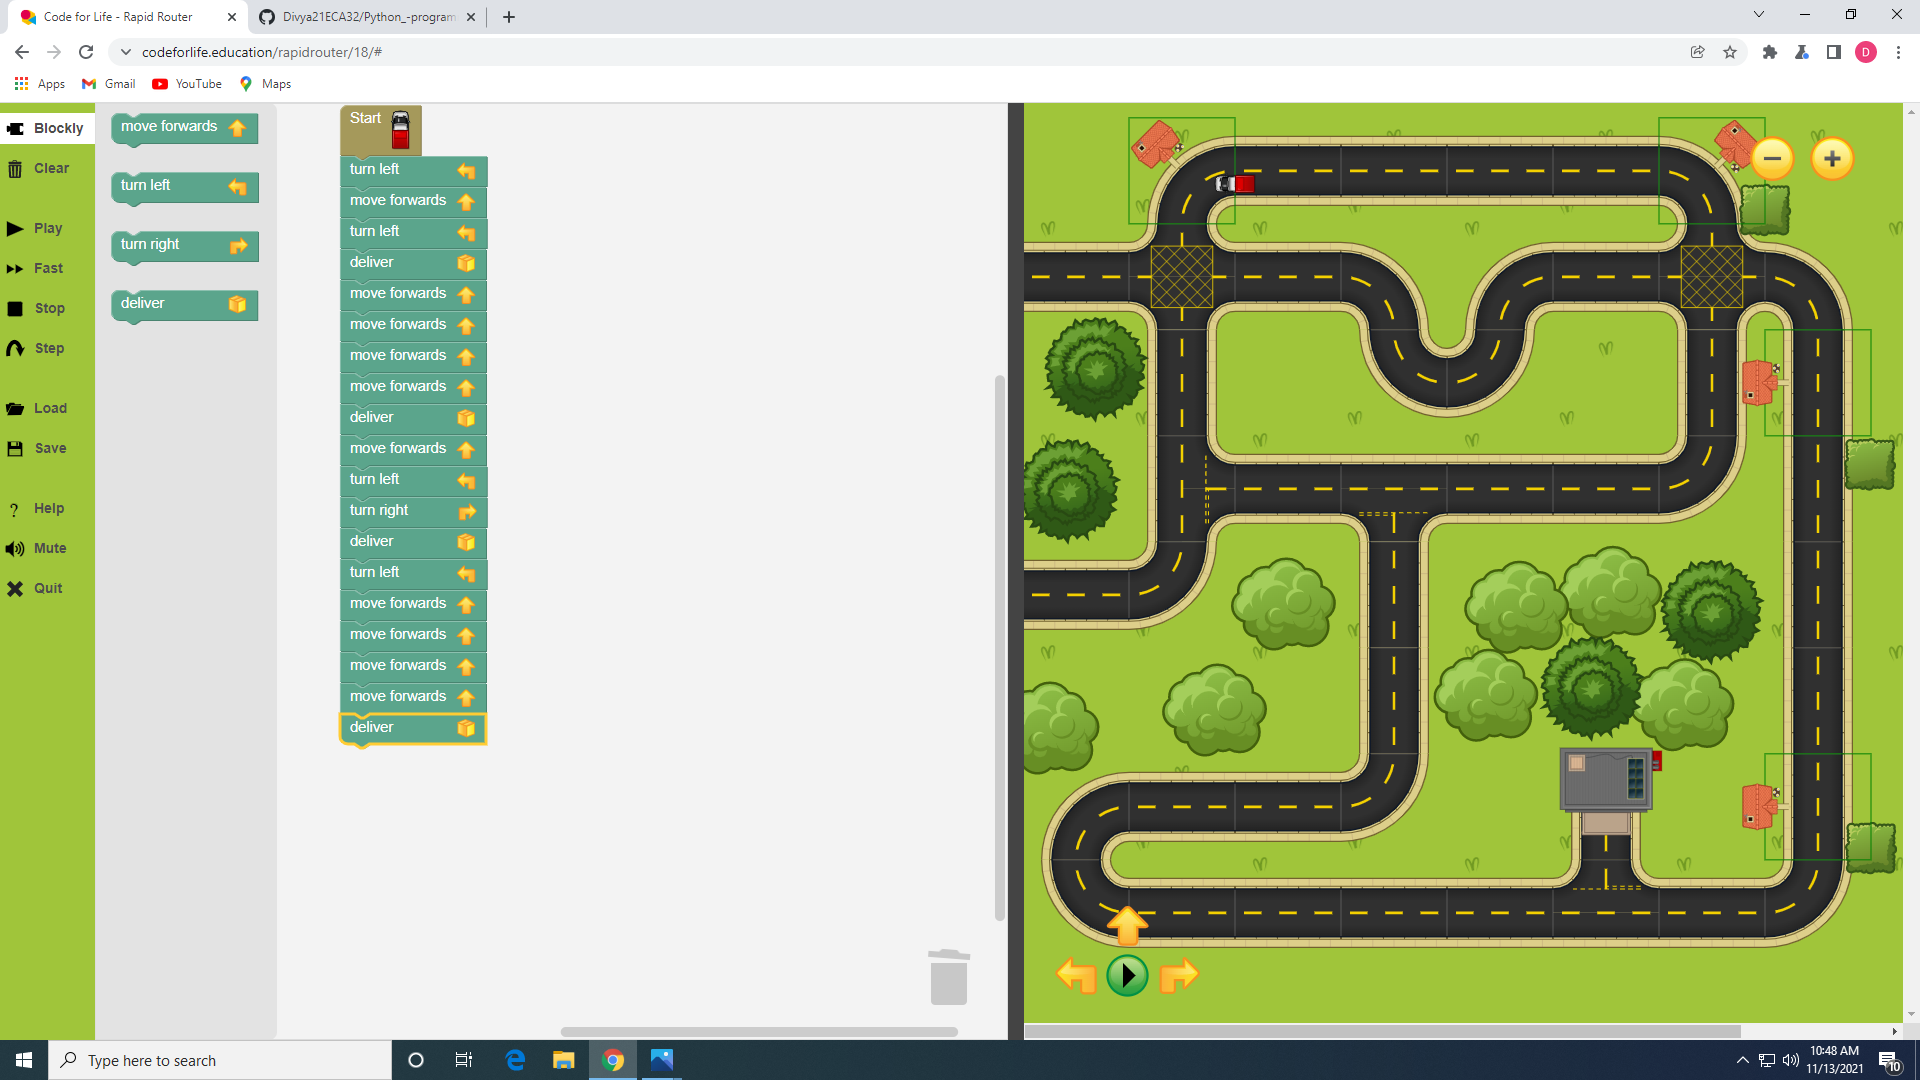 Code for Life - Rapid Router
Divya21ECA32/Python_-program
codeforlife.education/rapidrouter/18/#
D
Apps
Gmail
YouTube
Maps
Blockly
Clear
Play
Fast
Stop
Step
Load
Save
Help
Mute
Quit
move forwards
turn left
turn right
deliver
Start
turn left
move forwards
turn left
deliver
move forwards
move forwards
move forwards
move forwards
deliver
move forwards
turn left
turn right
deliver
turn left
move forwards
move forwards
move forwards
move forwards
deliver
Type here to search
10:48 AM
11/13/2021
10